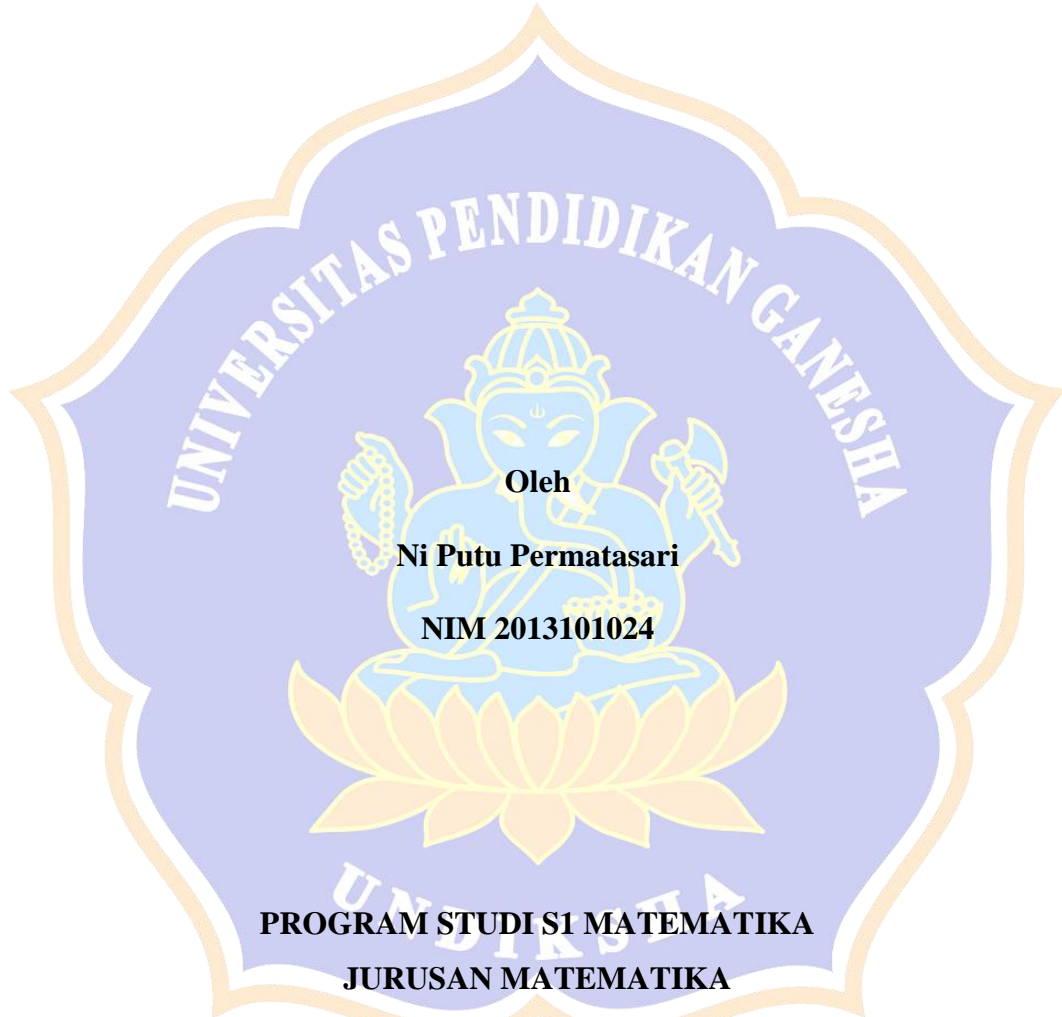 UNIVERSITAS PENDIDIKAN GANESHA
Oleh
Ni Putu Permatasari
NIM 2013101024
UNDIKSHA
PROGRAM STUDI S1 MATEMATIKA
JURUSAN MATEMATIKA